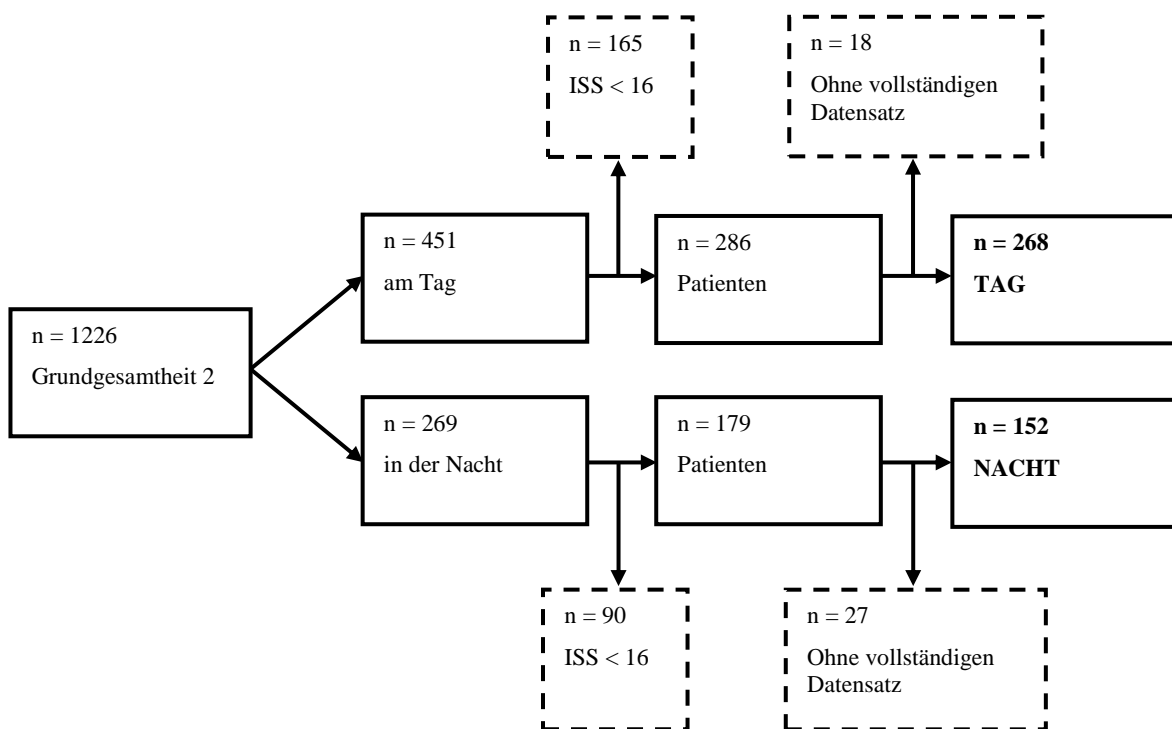 n = 165
ISS < 16
n = 18
Ohne vollständigen
Datensatz
n = 451
am Tag
n = 286
Patienten
n = 268
TAG
n = 1226
Grundgesamtheit 2
n = 269
in der Nacht
n = 179
Patienten
n = 152
NACHT
n = 90
ISS < 16
n = 27
Ohne vollständigen
Datensatz